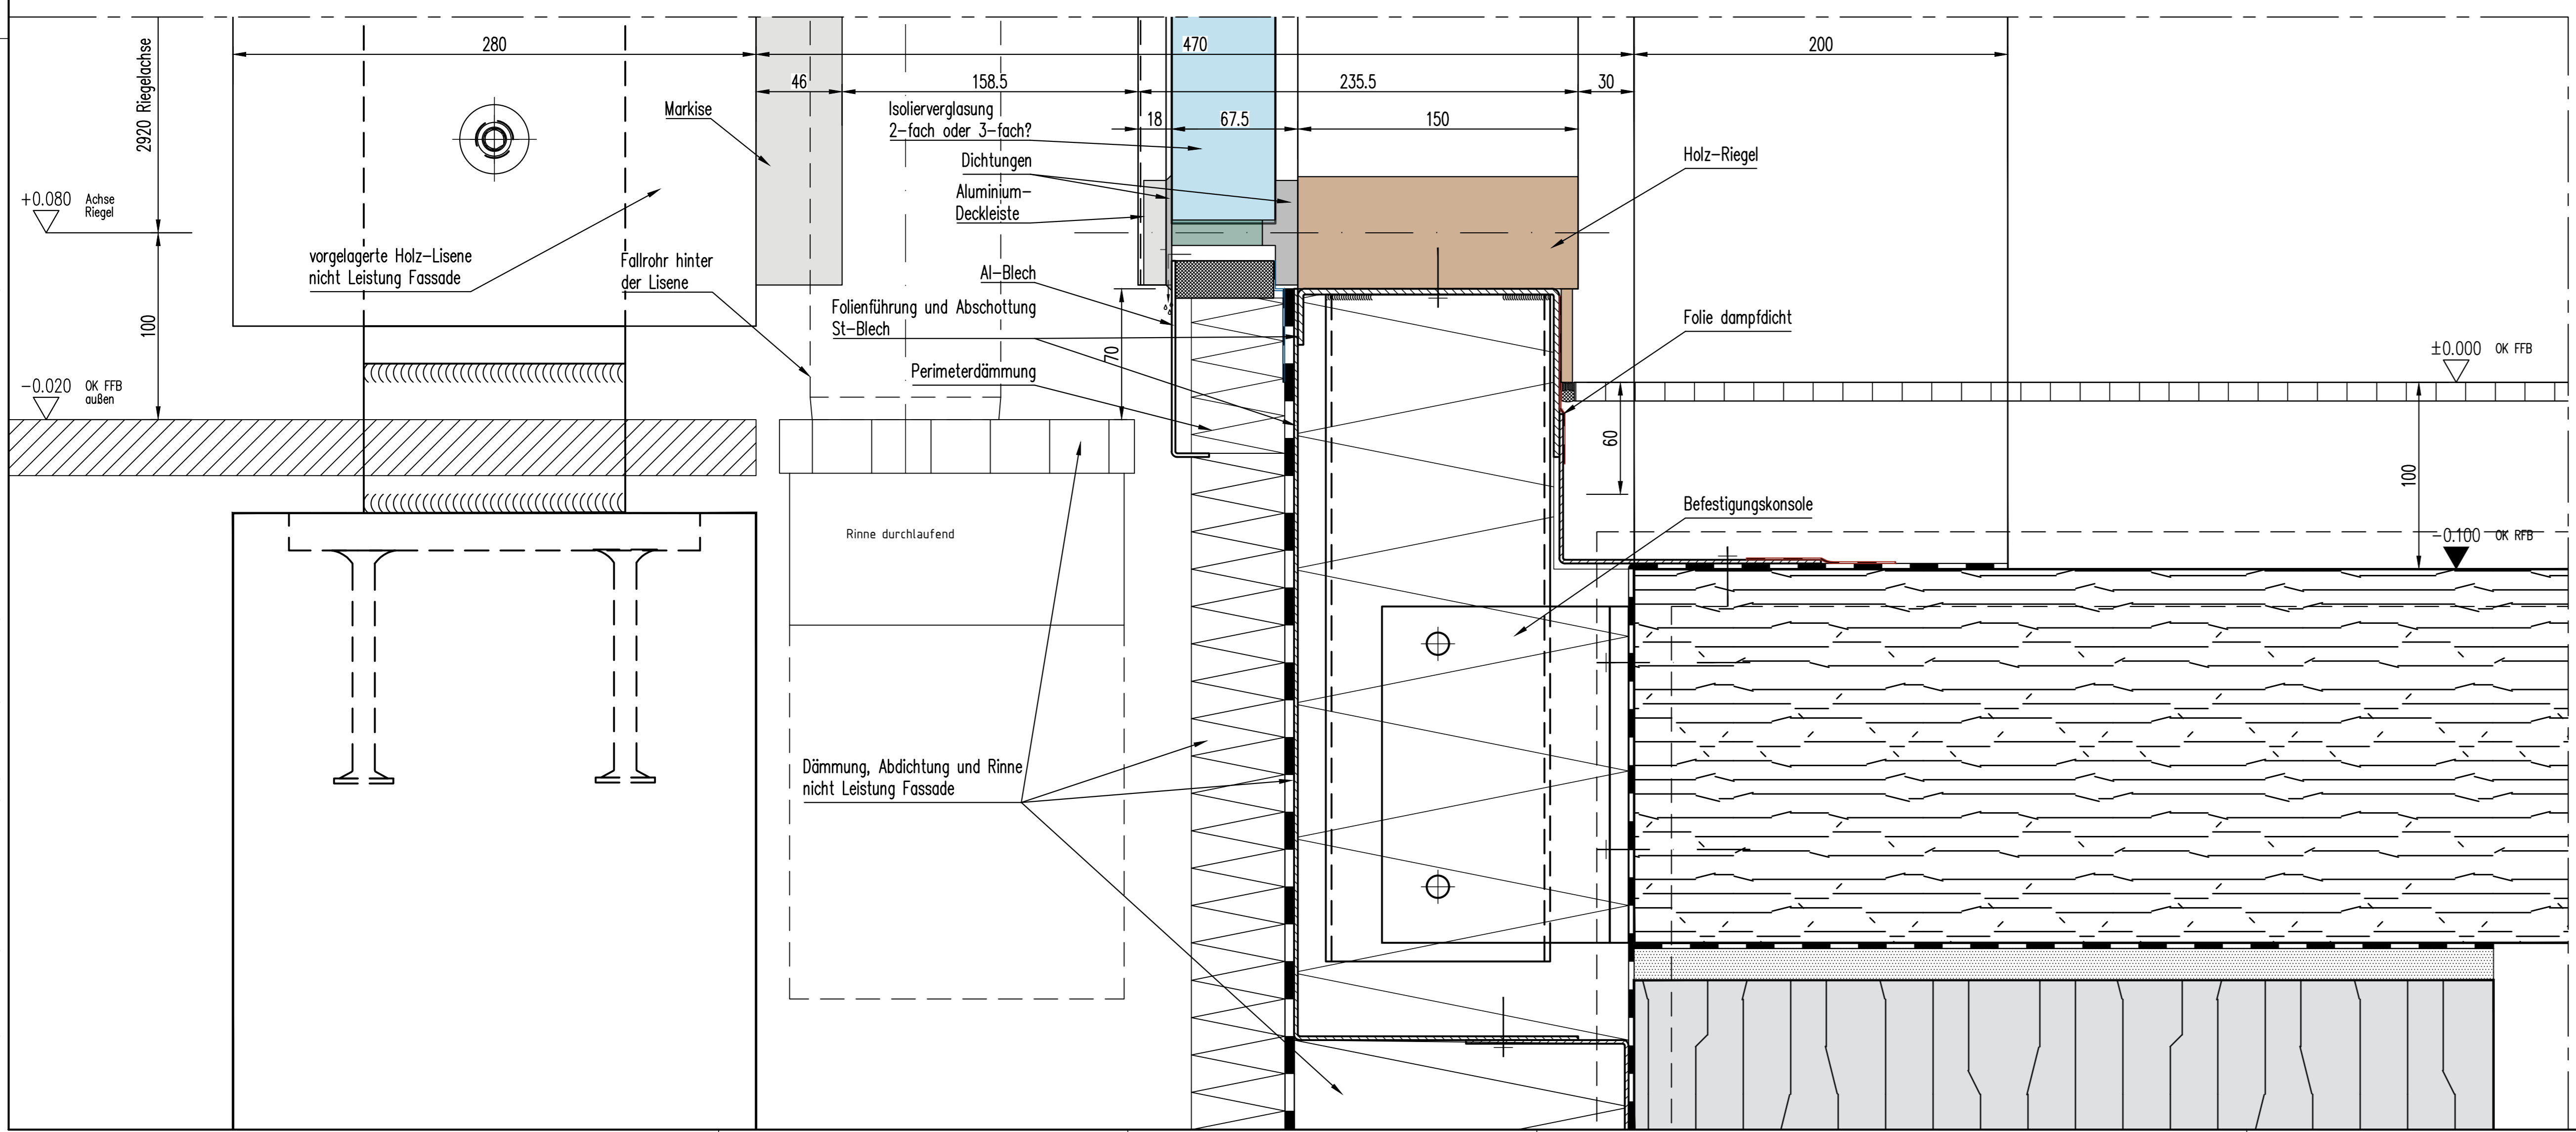 280
470
200
46
158.5
235.5
30
18
67.5
150
2920 Riegelachse
Markise
Isolierverglasung
2-fach oder 3-fach?
Dichtungen
Aluminium-
Deckleiste
Holz-Riegel
+0.080 Achse
Riegel
vorgelagerte Holz-Lisene
nicht Leistung Fassade
Fallrohr hinter
der Lisene
Al-Blech
Folienführung und Abschottung
St-Blech
Perimeterdämmung
70
100
Folie dampfdicht
±0.000 OK FFB
-0.020 OK FFB
außen
60
100
Befestigungskonsole
Rinne durchlaufend
-0.100 OK RFB
Dämmung, Abdichtung und Rinne
nicht Leistung Fassade